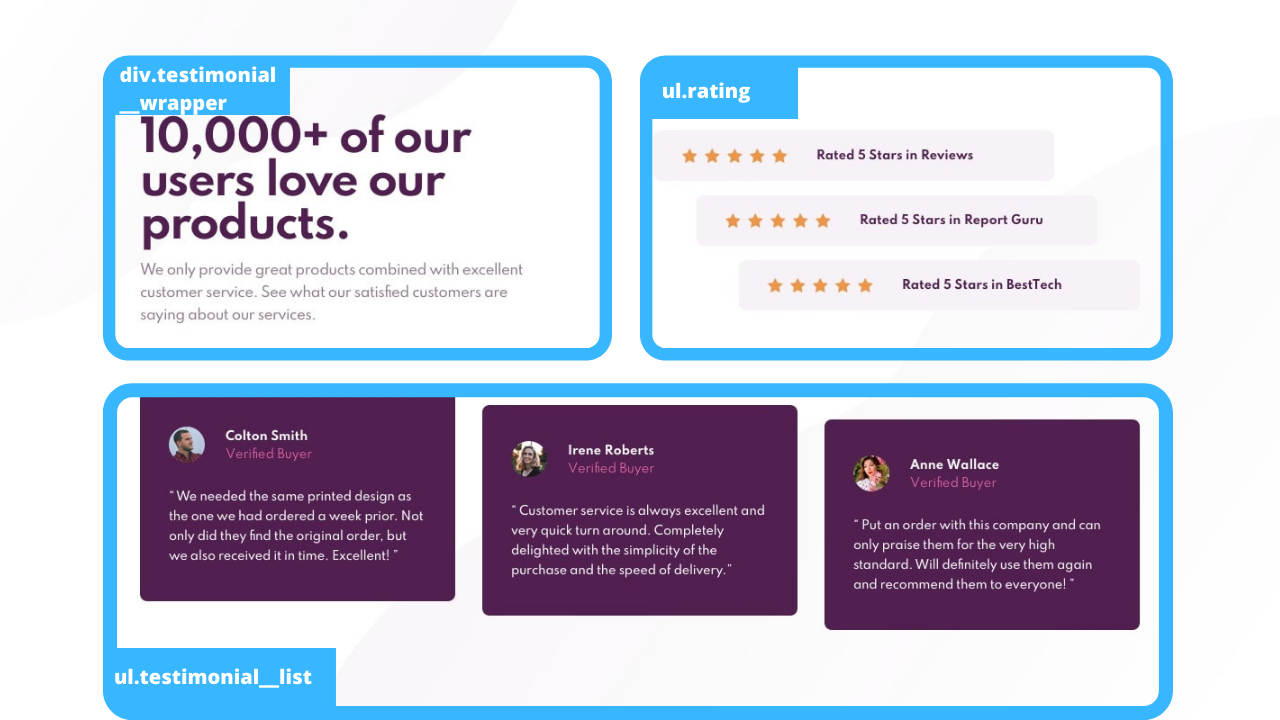 div.testimonial
__wrapper
10,000+ of our
users love our
products.
We only provide great products combined with excellent
customer service. See what our satisfied customers are
saying about our services.
ul.rating
Rated 5 Stars in Reviews
Rated 5 Stars in Report Guru
Rated 5 Stars in BestTech
Colton Smith
Verified Buyer
“ We needed the same printed design as
the one we had ordered a week prior. Not
only did they find the original order, but
we also received it in time. Excellent! ”
Irene Roberts
Verified Buyer
“ Customer service is always excellent and
very quick turn around. Completely
delighted with the simplicity of the
purchase and the speed of delivery. ”
Anne Wallace
Verified Buyer
“ Put an order with this company and can
only praise them for the very high
standard. Will definitely use them again
and recommend them to everyone! ”
ul.testimonial__list